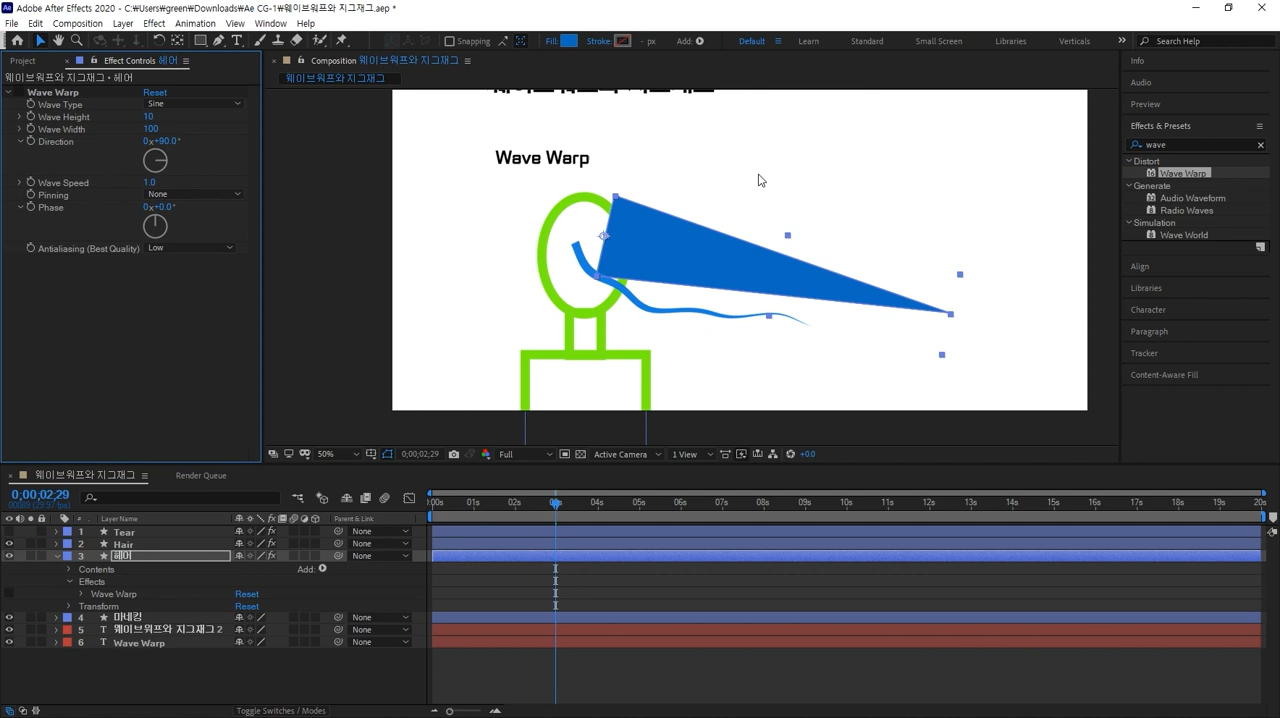 Adobe After Effects 2020 - C:\Users\green\Downloads\Ae CG-1\웨이브워프와 지그재그.aep *
File Edit Composition Layer Effect Animation View Window Help
Snapping Fill: Stroke: - px Add: Default Learn Standard Small Screen Libraries Verticals Search Help
Project Effect Controls 헤어
웨이브워프와 지그재그 • 헤어
Wave Warp Reset
Wave Type Sine
Wave Height 10
Wave Width 100
Direction 0x+90.0°
Wave Speed 1.0
Pinning None
Phase 0x+0.0°
Antialiasing (Best Quality) Low
Composition 웨이브워프와 지그재그
웨이브워프와 지그재그
Wave Warp
50% 0;00;02;29 Full Active Camera 1 View +0.0
Info
Audio
Preview
Effects & Presets
wave
Distort
Wave Warp
Generate
Audio Waveform
Radio Waves
Simulation
Wave World
Align
Libraries
Character
Paragraph
Tracker
Content-Aware Fill
웨이브워프와 지그재그 Render Queue
0;00;02;29
00089 (29.97 fps)
# Layer Name Parent & Link
:00s 01s 02s 03s 04s 05s 06s 07s 08s 09s 10s 11s 12s 13s 14s 15s 16s 17s 18s 19s 20s
1 Tear None
2 Hair None
3 헤어 None
Contents Add:
Effects
Wave Warp Reset
Transform Reset
4 마네킹 None
5 T 웨이브워프와 지그재그 2 None
6 T Wave Warp None
Toggle Switches / Modes